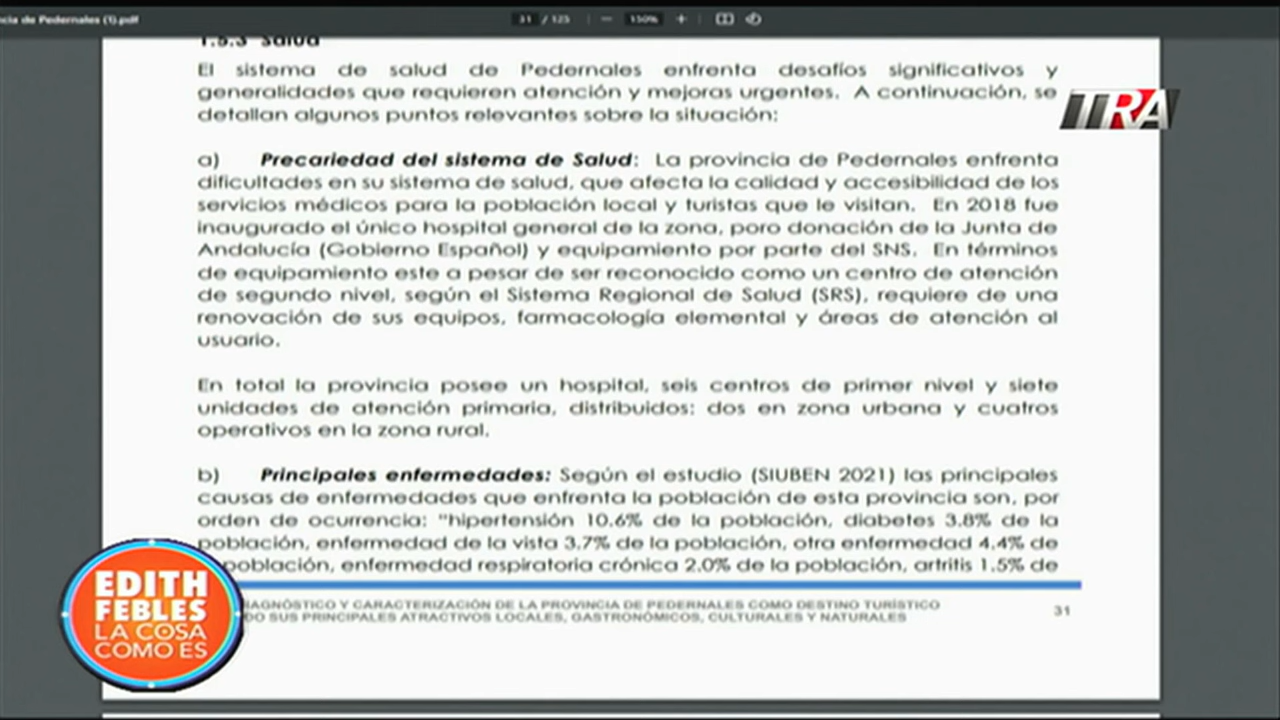 cia de Pedernales (1).pdf
31 / 125
150%
1.5.3 Salud
El sistema de salud de Pedernales enfrenta desafíos significativos y
generalidades que requieren atención y mejoras urgentes. A continuación, se
detallan algunos puntos relevantes sobre la situación:
TRA
a) Precariedad del sistema de Salud: La provincia de Pedernales enfrenta
dificultades en su sistema de salud, que afecta la calidad y accesibilidad de los
servicios médicos para la población local y turistas que le visitan. En 2018 fue
inaugurado el único hospital general de la zona, poro donación de la Junta de
Andalucía (Gobierno Español) y equipamiento por parte del SNS. En términos
de equipamiento este a pesar de ser reconocido como un centro de atención
de segundo nivel, según el Sistema Regional de Salud (SRS), requiere de una
renovación de sus equipos, farmacología elemental y áreas de atención al
usuario.
En total la provincia posee un hospital, seis centros de primer nivel y siete
unidades de atención primaria, distribuidos: dos en zona urbana y cuatros
operativos en la zona rural.
b) Principales enfermedades: Según el estudio (SIUBEN 2021) las principales
causas de enfermedades que enfrenta la población de esta provincia son, por
orden de ocurrencia: "hipertensión 10.6% de la población, diabetes 3.8% de la
población, enfermedad de la vista 3.7% de la población, otra enfermedad 4.4% de
población, enfermedad respiratoria crónica 2.0% de la población, artritis 1.5% de
IAGNÓSTICO Y CARACTERIZACIÓN DE LA PROVINCIA DE PEDERNALES COMO DESTINO TURÍSTICO
DO SUS PRINCIPALES ATRACTIVOS LOCALES, GASTRONÓMICOS, CULTURALES Y NATURALES
31
EDITH
FEBLES
LA COSA
COMO ES